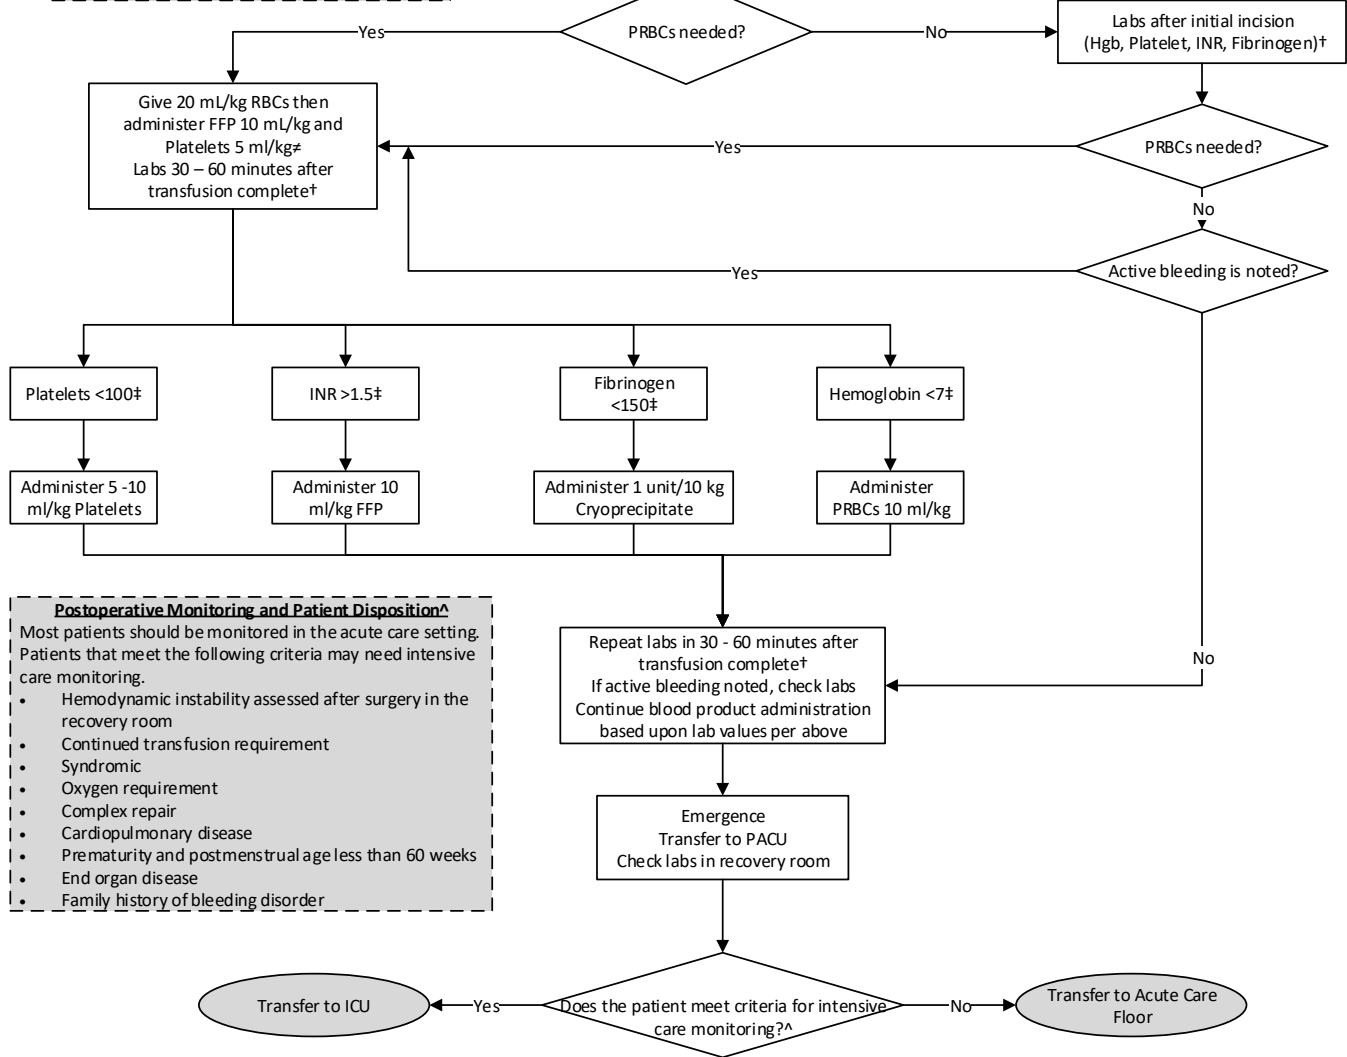 PRBCs needed?
Yes
No
Labs after initial incision
(Hgb, Platelet, INR, Fibrinogen)†
Give 20 mL/kg RBCs then
administer FFP 10 mL/kg and
Platelets 5 ml/kg≠
Labs 30 – 60 minutes after
transfusion complete†
Yes
PRBCs needed?
No
Yes
Active bleeding is noted?
Platelets <100‡
INR >1.5‡
Fibrinogen
<150‡
Hemoglobin <7‡
Administer 5 -10
ml/kg Platelets
Administer 10
ml/kg FFP
Administer 1 unit/10 kg
Cryoprecipitate
Administer
PRBCs 10 ml/kg
Postoperative Monitoring and Patient Disposition^
Most patients should be monitored in the acute care setting.
Patients that meet the following criteria may need intensive
care monitoring.
• Hemodynamic instability assessed after surgery in the
recovery room
• Continued transfusion requirement
• Syndromic
• Oxygen requirement
• Complex repair
• Cardiopulmonary disease
• Prematurity and postmenstrual age less than 60 weeks
• End organ disease
• Family history of bleeding disorder
Repeat labs in 30 - 60 minutes after
transfusion complete†
If active bleeding noted, check labs
Continue blood product administration
based upon lab values per above
No
Emergence
Transfer to PACU
Check labs in recovery room
Does the patient meet criteria for intensive
care monitoring?^
Yes
Transfer to ICU
No
Transfer to Acute Care
Floor